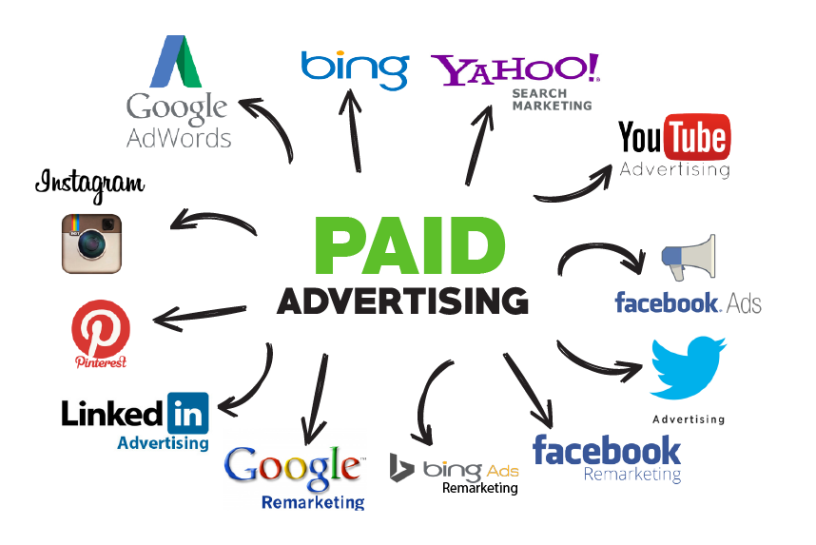 Google
AdWords
bing
YAHOO!
SEARCH
MARKETING
YouTube
Advertising
Instagram
PAID
ADVERTISING
facebook Ads
Pinterest
Advertising
Linked in
Advertising
Google™
Remarketing
bing Ads
Remarketing
facebook
Remarketing